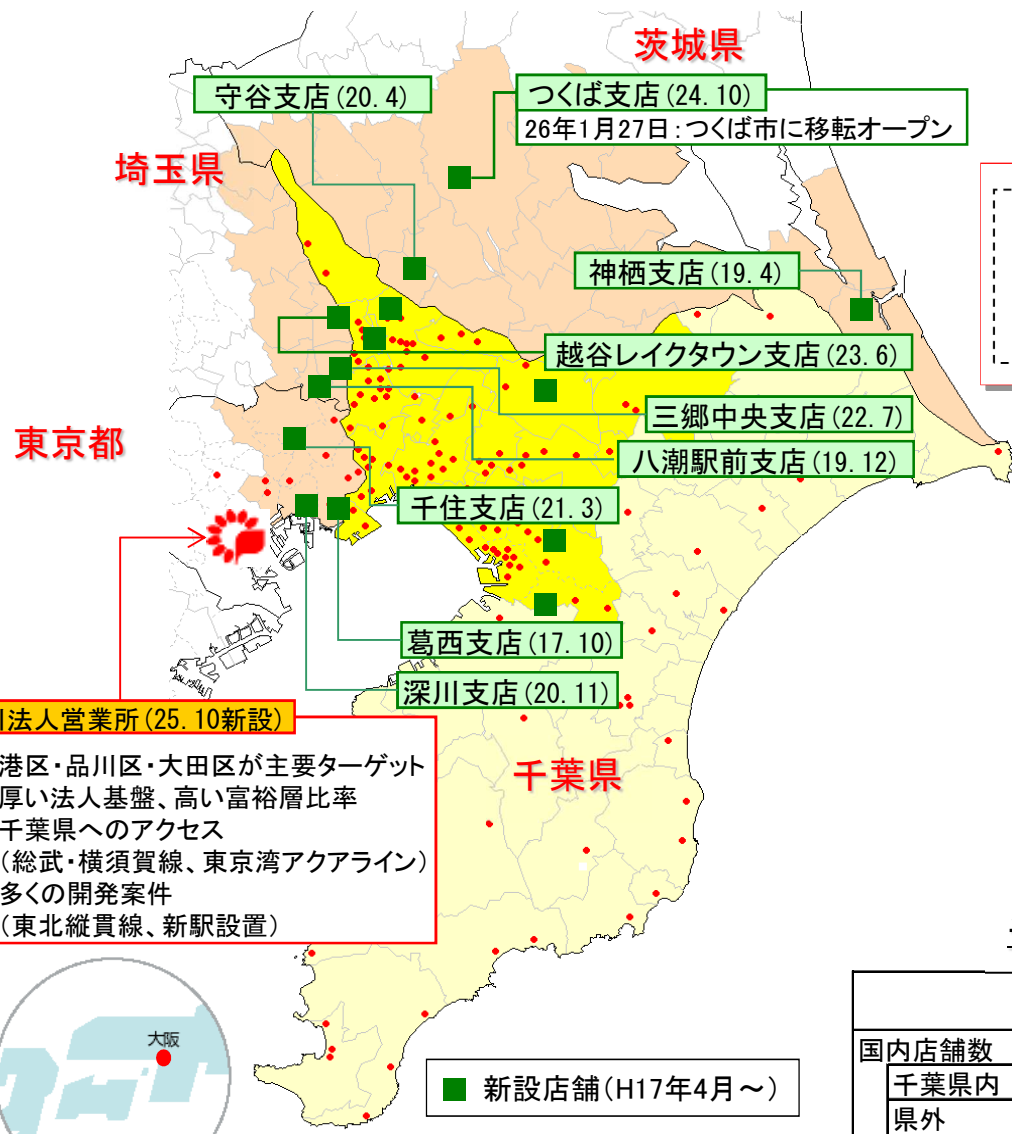 茨城県
守谷支店(20.4)
つくば支店(24.10)
26年1月27日:つくば市に移転オープン
埼玉県
神栖支店(19.4)
越谷レイクタウン支店(23.6)
三郷中央支店(22.7)
東京都
八潮駅前支店(19.12)
千住支店(21.3)
葛西支店(17.10)
深川支店(20.11)
法人営業所(25.10新設)
港区・品川区・大田区が主要ターゲット
厚い法人基盤、高い富裕層比率
千葉県へのアクセス
(総武・横須賀線、東京湾アクアライン)
多くの開発案件
(東北縦貫線、新駅設置)
千葉県
大阪
新設店舗(H17年4月~)
国内店舗数
千葉県内
県外